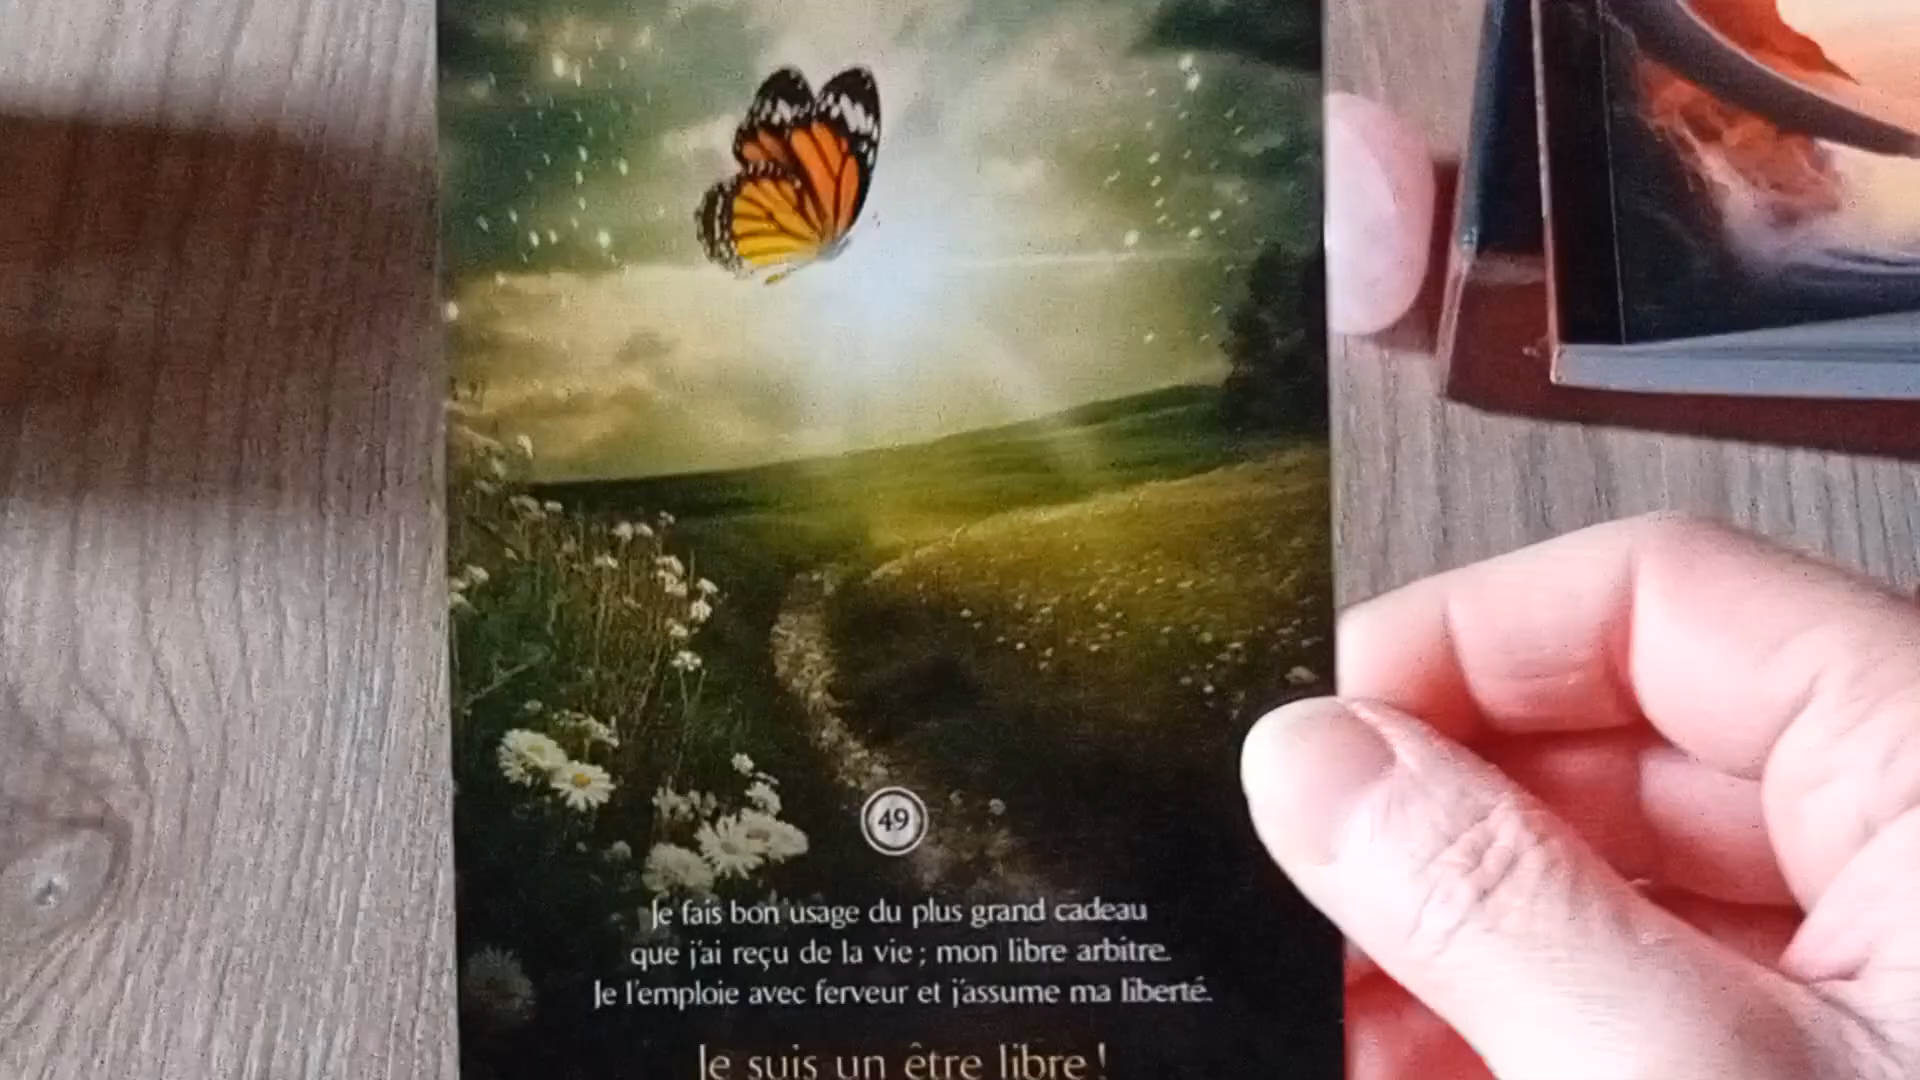 49
Je fais bon usage du plus grand cadeau
que j'ai reçu de la vie ; mon libre arbitre.
Je l'emploie avec ferveur et j'assume ma liberté.
Je suis un être libre !